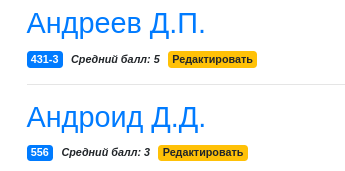 Андреев Д.П.
431-3 Средний балл: 5 Редактировать
Андроид Д.Д.
556 Средний балл: 3 Редактировать